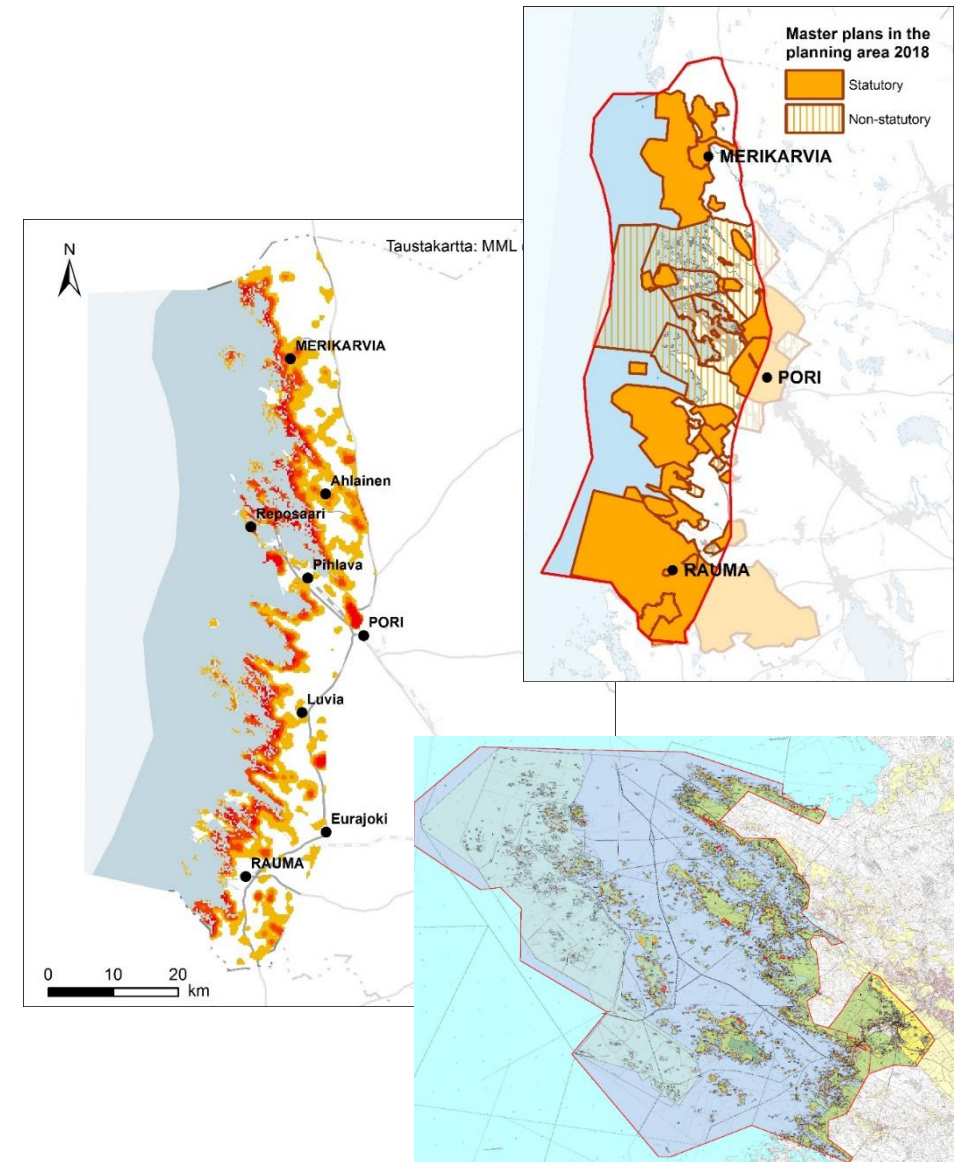 Master plans in the
planning area 2018
Statutory
Non-statutory
MERIKARVIA
PORI
RAUMA
N
Taustakartta: MML (
MERIKARVIA
Ahlainen
Reposaari
Pihlava
PORI
Luvia
Eurajoki
RAUMA
0 10 20
km